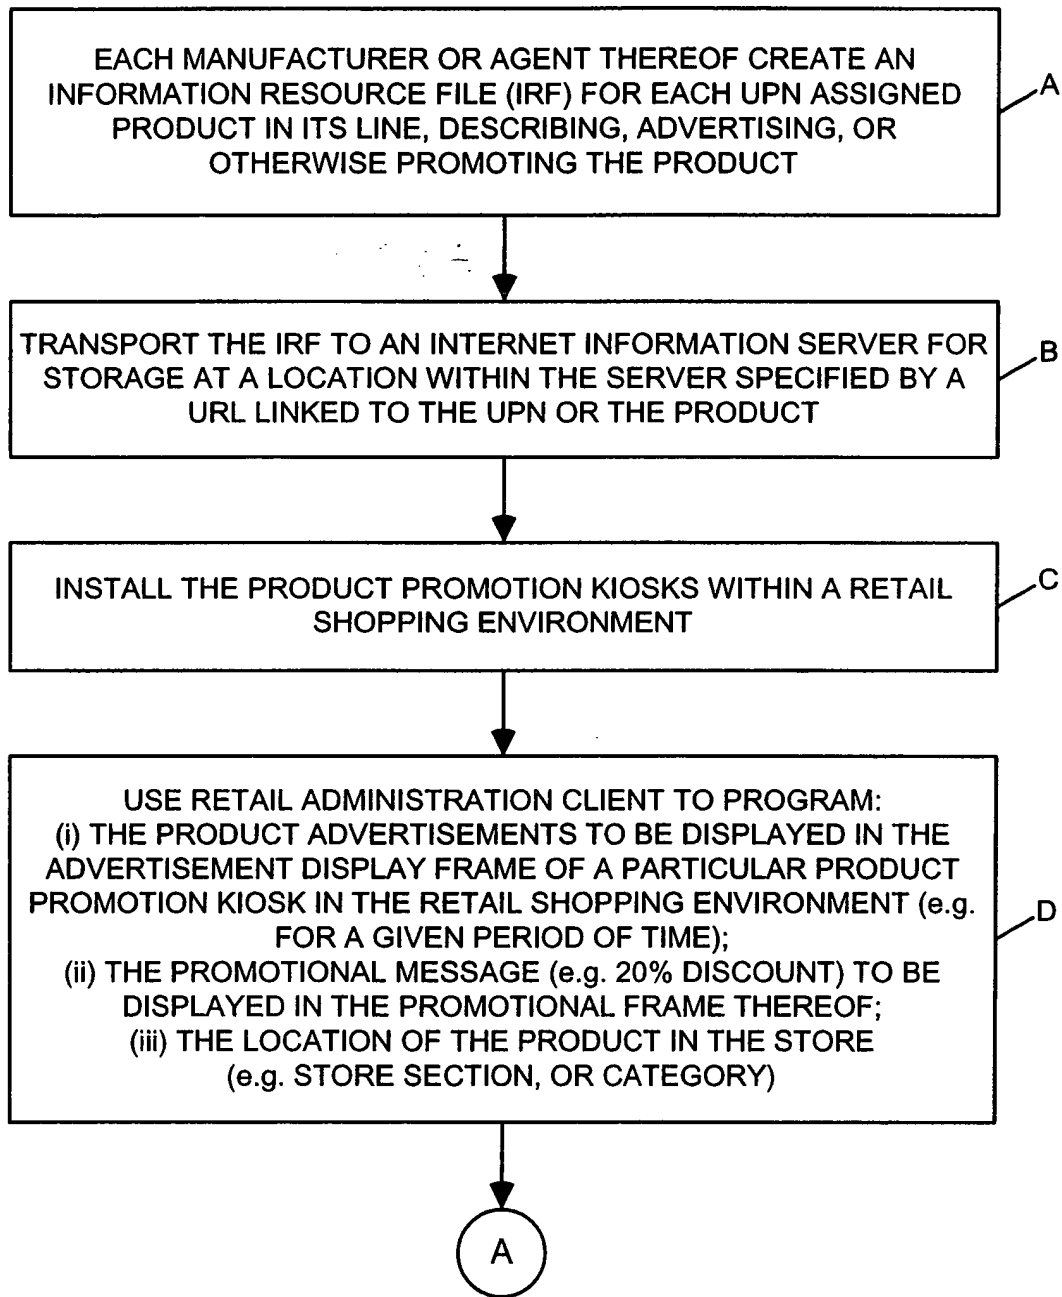 EACH MANUFACTURER OR AGENT THEREOF CREATE AN
INFORMATION RESOURCE FILE (IRF) FOR EACH UPN ASSIGNED
PRODUCT IN ITS LINE, DESCRIBING, ADVERTISING, OR
OTHERWISE PROMOTING THE PRODUCT
A
TRANSPORT THE IRF TO AN INTERNET INFORMATION SERVER FOR
STORAGE AT A LOCATION WITHIN THE SERVER SPECIFIED BY A
URL LINKED TO THE UPN OR THE PRODUCT
B
INSTALL THE PRODUCT PROMOTION KIOSKS WITHIN A RETAIL
SHOPPING ENVIRONMENT
C
USE RETAIL ADMINISTRATION CLIENT TO PROGRAM:
(i) THE PRODUCT ADVERTISEMENTS TO BE DISPLAYED IN THE
ADVERTISEMENT DISPLAY FRAME OF A PARTICULAR PRODUCT
PROMOTION KIOSK IN THE RETAIL SHOPPING ENVIRONMENT (e.g.
FOR A GIVEN PERIOD OF TIME);
(ii) THE PROMOTIONAL MESSAGE (e.g. 20% DISCOUNT) TO BE
DISPLAYED IN THE PROMOTIONAL FRAME THEREOF;
(iii) THE LOCATION OF THE PRODUCT IN THE STORE
(e.g. STORE SECTION, OR CATEGORY)
D
A